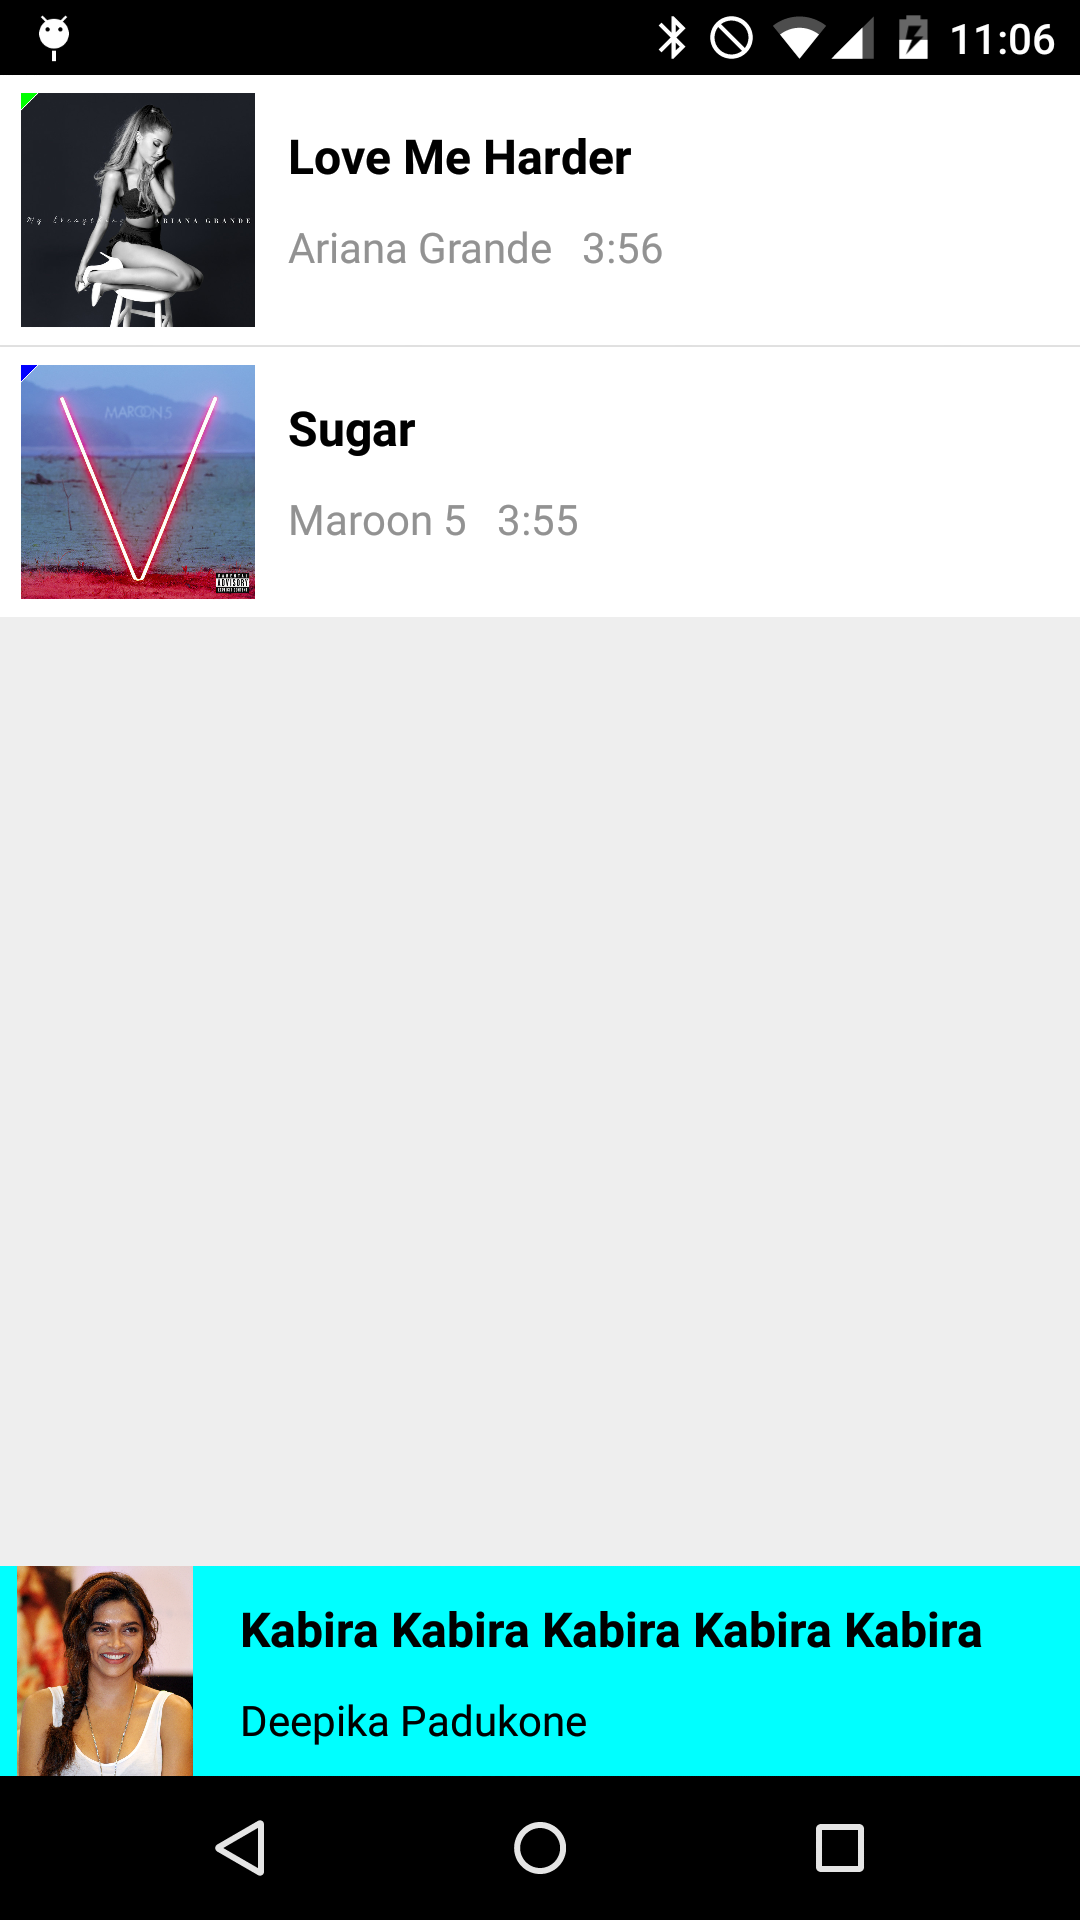 11:06
Love Me Harder
Ariana Grande 3:56
My Everything ARIANA GRANDE
Sugar
MAROON 5
Maroon 5 3:55
PARENTAL
ADVISORY
EXPLICIT CONTENT
Kabira Kabira Kabira Kabira Kabira
Deepika Padukone